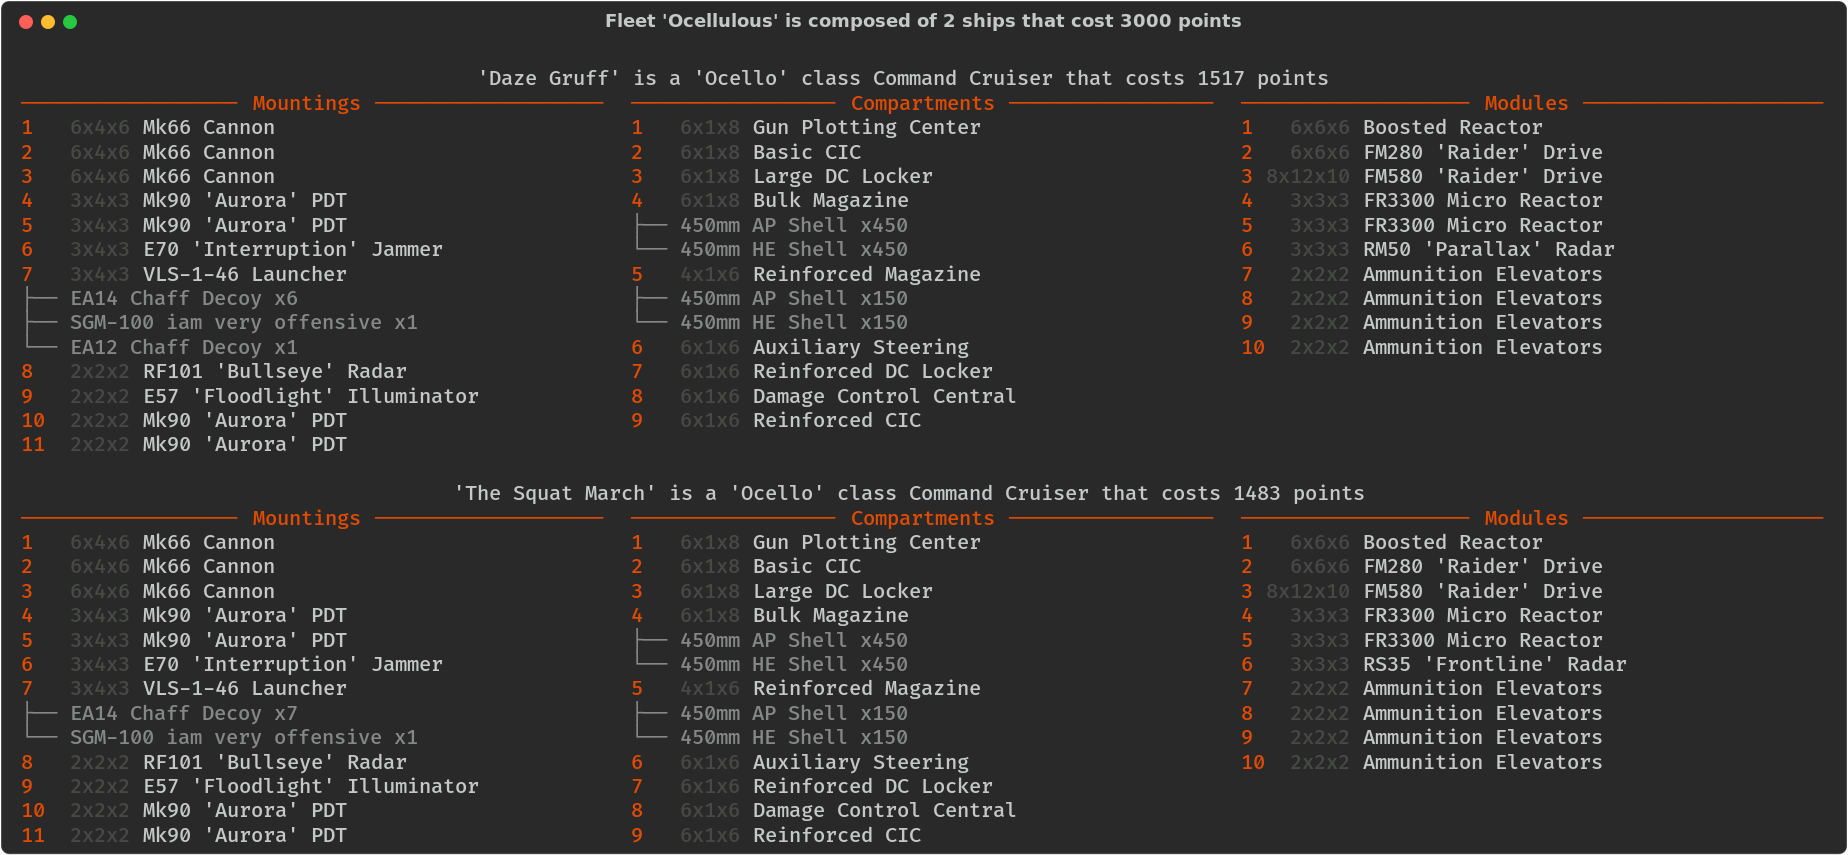 Fleet 'Ocellulous' is composed of 2 ships that cost 3000 points
'Daze Gruff' is a 'Ocello' class Command Cruiser that costs 1517 points
Mountings
1 6x4x6 Mk66 Cannon
2 6x4x6 Mk66 Cannon
3 6x4x6 Mk66 Cannon
4 3x4x3 Mk90 'Aurora' PDT
5 3x4x3 Mk90 'Aurora' PDT
6 3x4x3 E70 'Interruption' Jammer
7 3x4x3 VLS-1-46 Launcher
├── EA14 Chaff Decoy x6
├── SGM-100 iam very offensive x1
└── EA12 Chaff Decoy x1
8 2x2x2 RF101 'Bullseye' Radar
9 2x2x2 E57 'Floodlight' Illuminator
10 2x2x2 Mk90 'Aurora' PDT
11 2x2x2 Mk90 'Aurora' PDT
Compartments
1 6x1x8 Gun Plotting Center
2 6x1x8 Basic CIC
3 6x1x8 Large DC Locker
4 6x1x8 Bulk Magazine
├── 450mm AP Shell x450
└── 450mm HE Shell x450
5 4x1x6 Reinforced Magazine
├── 450mm AP Shell x150
└── 450mm HE Shell x150
6 6x1x6 Auxiliary Steering
7 6x1x6 Reinforced DC Locker
8 6x1x6 Damage Control Central
9 6x1x6 Reinforced CIC
Modules
1 6x6x6 Boosted Reactor
2 6x6x6 FM280 'Raider' Drive
3 8x12x10 FM580 'Raider' Drive
4 3x3x3 FR3300 Micro Reactor
5 3x3x3 FR3300 Micro Reactor
6 3x3x3 RM50 'Parallax' Radar
7 2x2x2 Ammunition Elevators
8 2x2x2 Ammunition Elevators
9 2x2x2 Ammunition Elevators
10 2x2x2 Ammunition Elevators
'The Squat March' is a 'Ocello' class Command Cruiser that costs 1483 points
Mountings
1 6x4x6 Mk66 Cannon
2 6x4x6 Mk66 Cannon
3 6x4x6 Mk66 Cannon
4 3x4x3 Mk90 'Aurora' PDT
5 3x4x3 Mk90 'Aurora' PDT
6 3x4x3 E70 'Interruption' Jammer
7 3x4x3 VLS-1-46 Launcher
├── EA14 Chaff Decoy x7
└── SGM-100 iam very offensive x1
8 2x2x2 RF101 'Bullseye' Radar
9 2x2x2 E57 'Floodlight' Illuminator
10 2x2x2 Mk90 'Aurora' PDT
11 2x2x2 Mk90 'Aurora' PDT
Compartments
1 6x1x8 Gun Plotting Center
2 6x1x8 Basic CIC
3 6x1x8 Large DC Locker
4 6x1x8 Bulk Magazine
├── 450mm AP Shell x450
└── 450mm HE Shell x450
5 4x1x6 Reinforced Magazine
├── 450mm AP Shell x150
└── 450mm HE Shell x150
6 6x1x6 Auxiliary Steering
7 6x1x6 Reinforced DC Locker
8 6x1x6 Damage Control Central
9 6x1x6 Reinforced CIC
Modules
1 6x6x6 Boosted Reactor
2 6x6x6 FM280 'Raider' Drive
3 8x12x10 FM580 'Raider' Drive
4 3x3x3 FR3300 Micro Reactor
5 3x3x3 FR3300 Micro Reactor
6 3x3x3 RS35 'Frontline' Radar
7 2x2x2 Ammunition Elevators
8 2x2x2 Ammunition Elevators
9 2x2x2 Ammunition Elevators
10 2x2x2 Ammunition Elevators